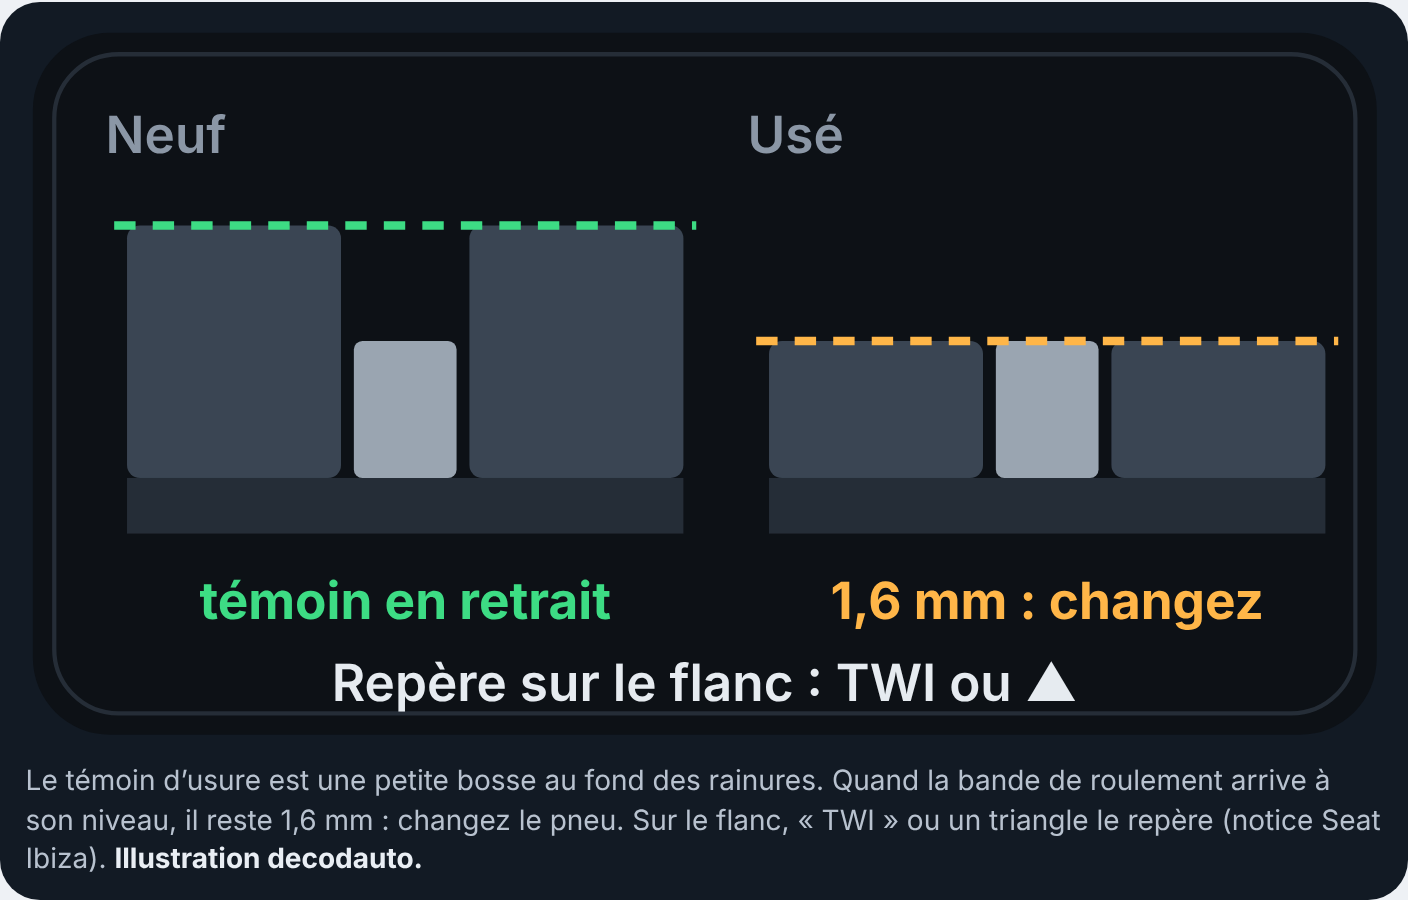 Neuf
Usé
témoin en retrait
1,6 mm : changez
Repère sur le flanc : TWI ou ▲
Le témoin d’usure est une petite bosse au fond des rainures. Quand la bande de roulement arrive à
son niveau, il reste 1,6 mm : changez le pneu. Sur le flanc, « TWI » ou un triangle le repère (notice Seat
Ibiza). Illustration decodauto.